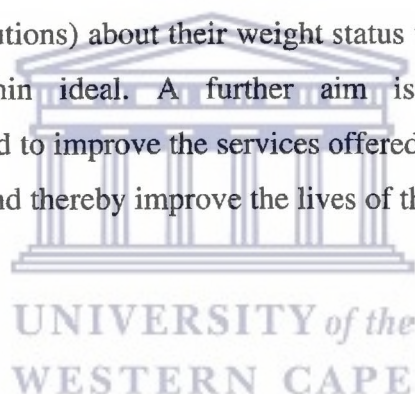 utions) about their weight status
hin ideal. A further aim is
d to improve the services offered
nd thereby improve the lives of th
UNIVERSITY of the
WESTERN CAPE